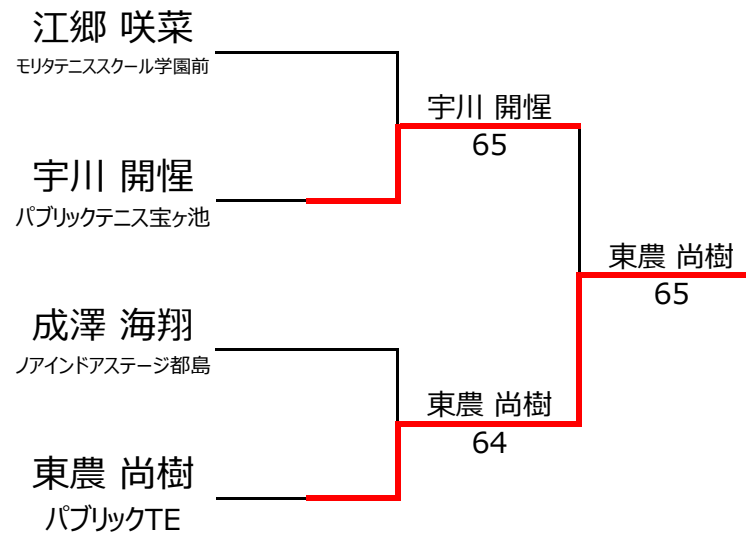 江郷 咲菜
モリタテニススクール学園前
宇川 開惺
65
宇川 開惺
パブリックテニス宝ヶ池
東農 尚樹
65
成澤 海翔
ノアインドアステージ都島
東農 尚樹
64
東農 尚樹
パブリックTE